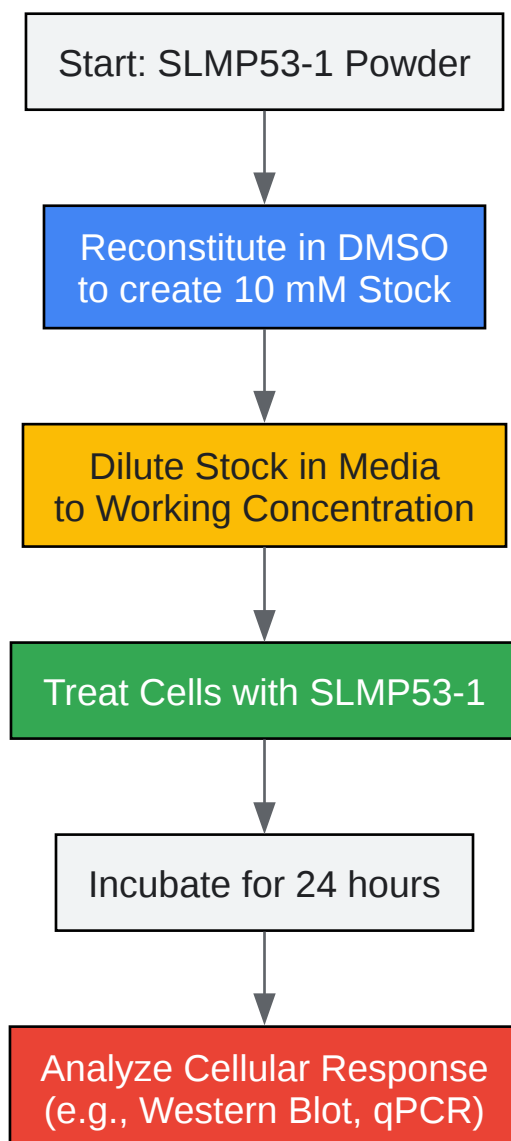 Start: SLMP53-1 Powder
Reconstitute in DMSO
to create 10 mM Stock
Dilute Stock in Media
to Working Concentration
Treat Cells with SLMP53-1
Incubate for 24 hours
Analyze Cellular Response
(e.g., Western Blot, qPCR)